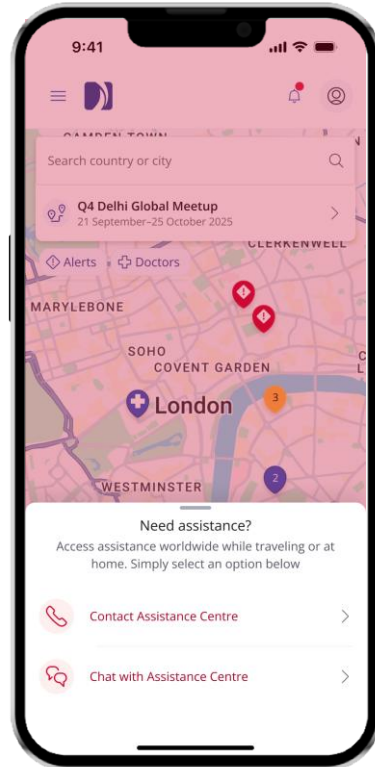 9:41
CAMDEN TOWN
Search country or city
Q4 Delhi Global Meetup
21 September–25 October 2025
CLERKENWELL
Alerts
Doctors
MARYLEBONE
SOHO
COVENT GARDEN
London
3
WESTMINSTER
2
Need assistance?
Access assistance worldwide while traveling or at
home. Simply select an option below
Contact Assistance Centre
Chat with Assistance Centre